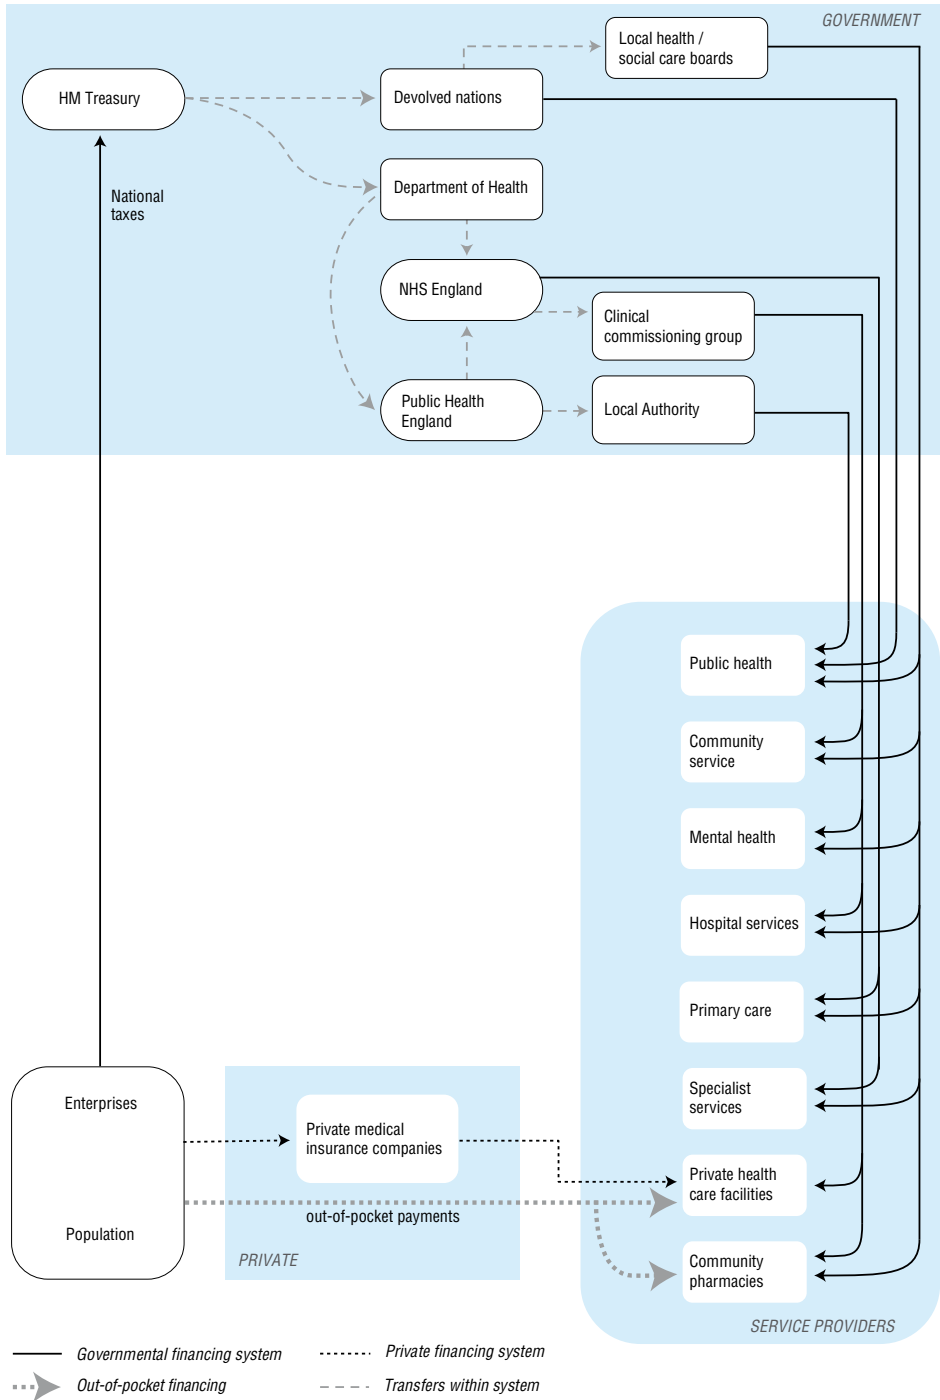 GOVERNMENT
Local health /
social care boards
HM Treasury
Devolved nations
Department of Health
National
taxes
NHS England
Clinical
commissioning group
Public Health
England
Local Authority
Public health
Community
service
Mental health
Hospital services
Primary care
Specialist
services
Enterprises
Private medical
insurance companies
Private health
care facilities
out-of-pocket payments
Population
PRIVATE
Community
pharmacies
SERVICE PROVIDERS
Governmental financing system
Private financing system
Out-of-pocket financing
Transfers within system